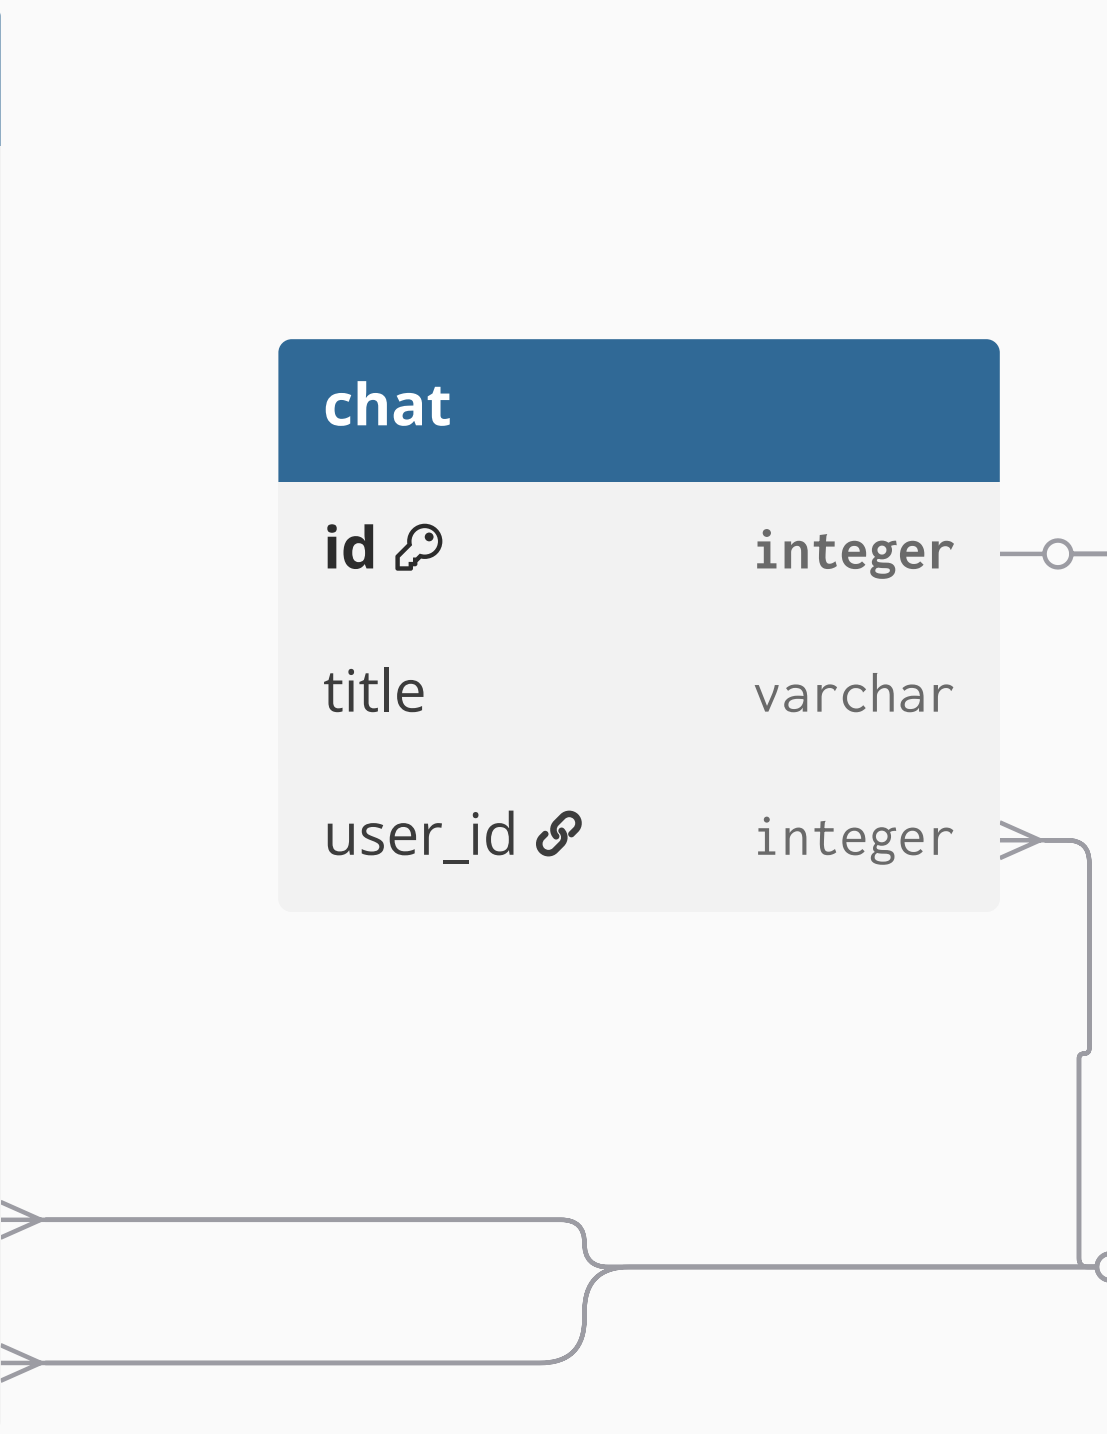 chat
id integer
title varchar
user_id integer